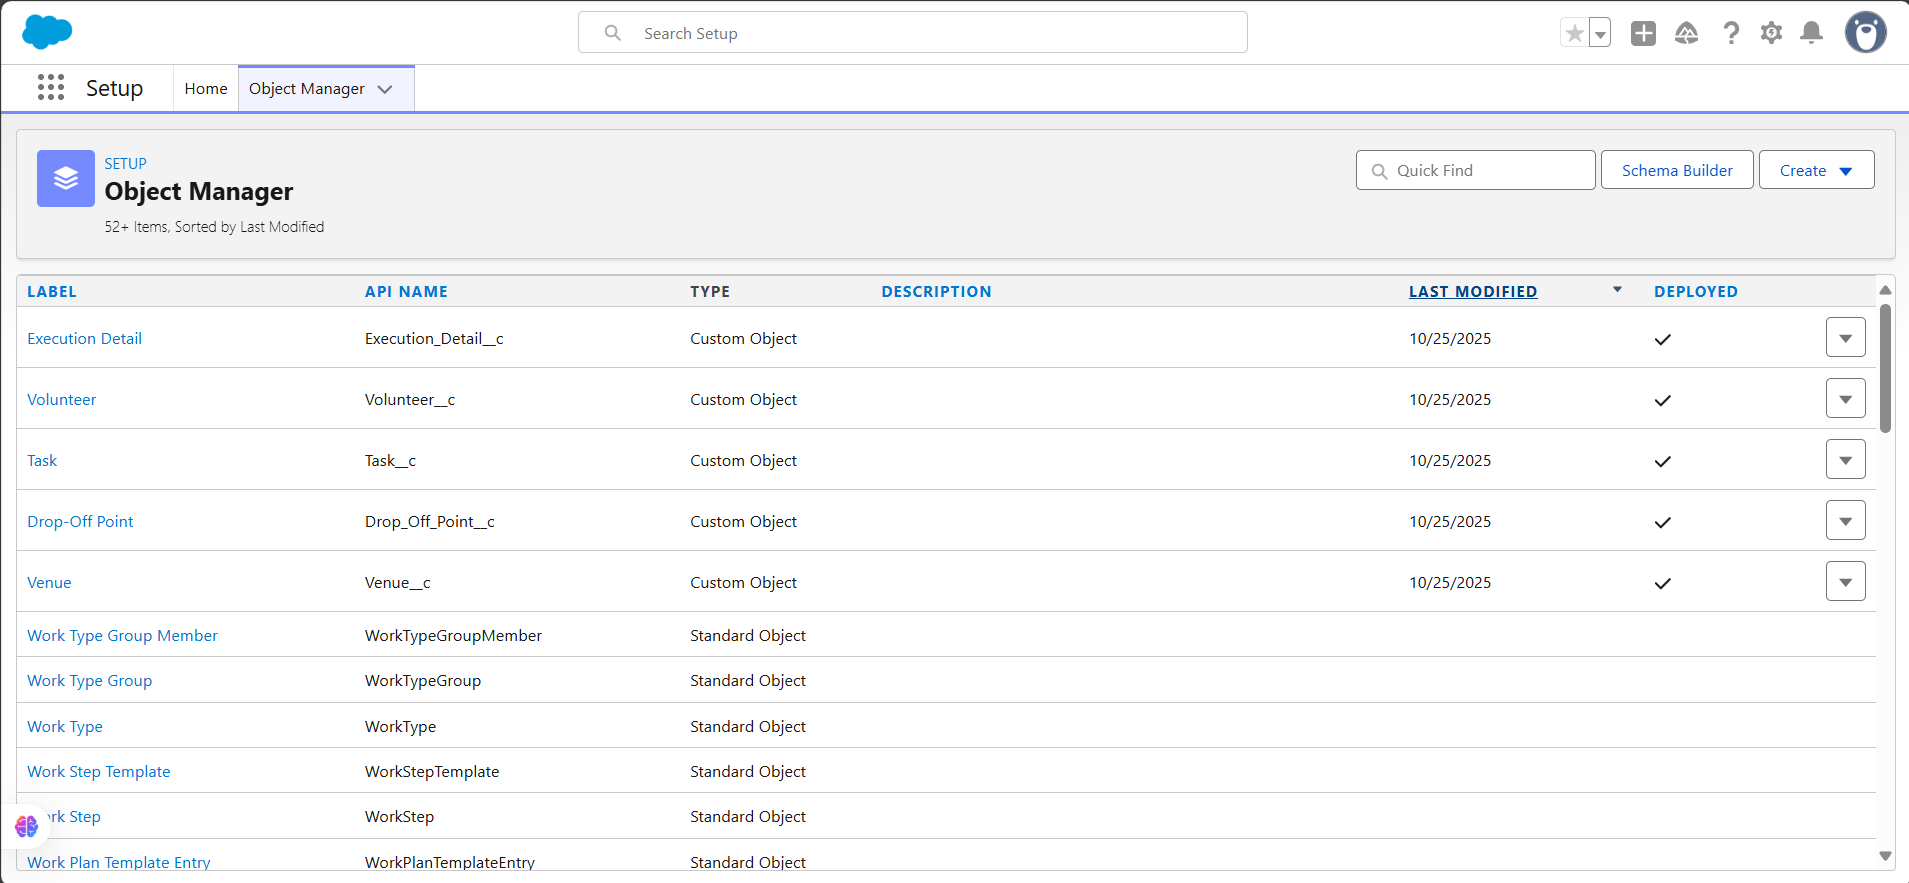 Search Setup
Setup
Home
Object Manager
SETUP
Object Manager
52+ Items, Sorted by Last Modified
Quick Find
Schema Builder
Create
LABEL API NAME TYPE DESCRIPTION LAST MODIFIED DEPLOYED
Execution Detail Execution_Detail__c Custom Object 10/25/2025
Volunteer Volunteer__c Custom Object 10/25/2025
Task Task__c Custom Object 10/25/2025
Drop-Off Point Drop_Off_Point__c Custom Object 10/25/2025
Venue Venue__c Custom Object 10/25/2025
Work Type Group Member WorkTypeGroupMember Standard Object
Work Type Group WorkTypeGroup Standard Object
Work Type WorkType Standard Object
Work Step Template WorkStepTemplate Standard Object
rk Step WorkStep Standard Object
Work Plan Template Entry WorkPlanTemplateEntry Standard Object